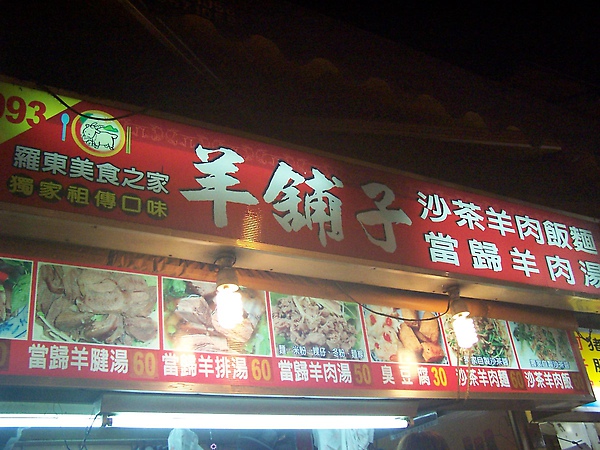 093
羅東美食之家
獨家祖傳口味
羊舖子
沙茶羊肉飯麵
當歸羊肉湯
當歸羊腱湯 60
當歸羊排湯 60
當歸羊肉湯 50
臭豆腐 30
沙茶羊肉麵
沙茶羊肉飯